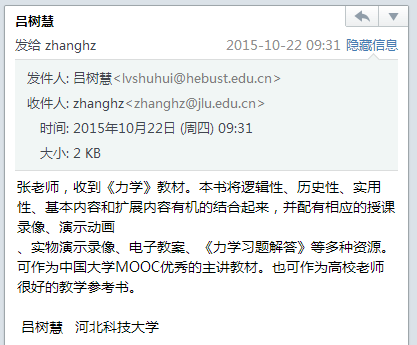 吕树慧
发给 zhanghz 2015-10-22 09:31 隐藏信息
发件人: 吕树慧<lvshuhui@hebust.edu.cn>
收件人: zhanghz<zhanghz@jlu.edu.cn>
时间: 2015年10月22日 (周四) 09:31
大小: 2 KB
张老师，收到《力学》教材。本书将逻辑性、历史性、实用
性、基本内容和扩展内容有机的结合起来，并配有相应的授课
录像、演示动画
、实物演示录像、电子教案、《力学习题解答》等多种资源。
可作为中国大学MOOC优秀的主讲教材。也可作为高校老师
很好的教学参考书。
吕树慧 河北科技大学